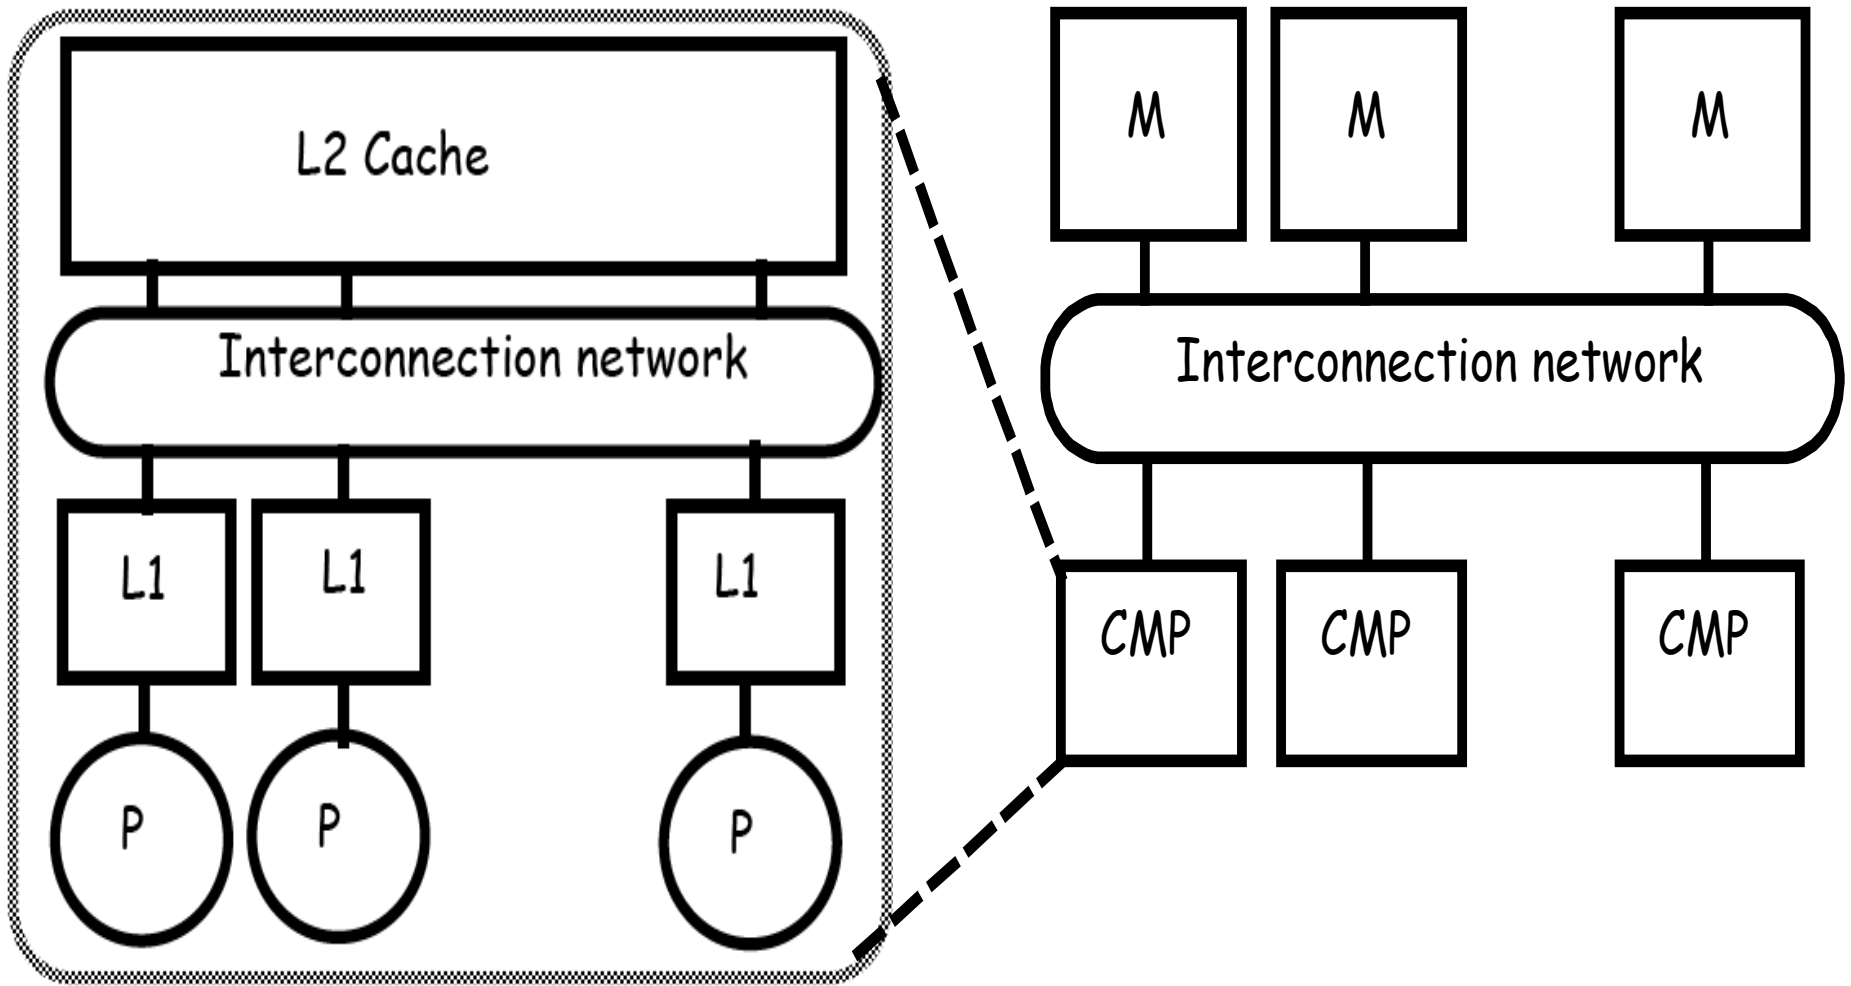 L2 Cache
Interconnection network
L1
L1
L1
P
P
P
M
M
M
Interconnection network
CMP
CMP
CMP